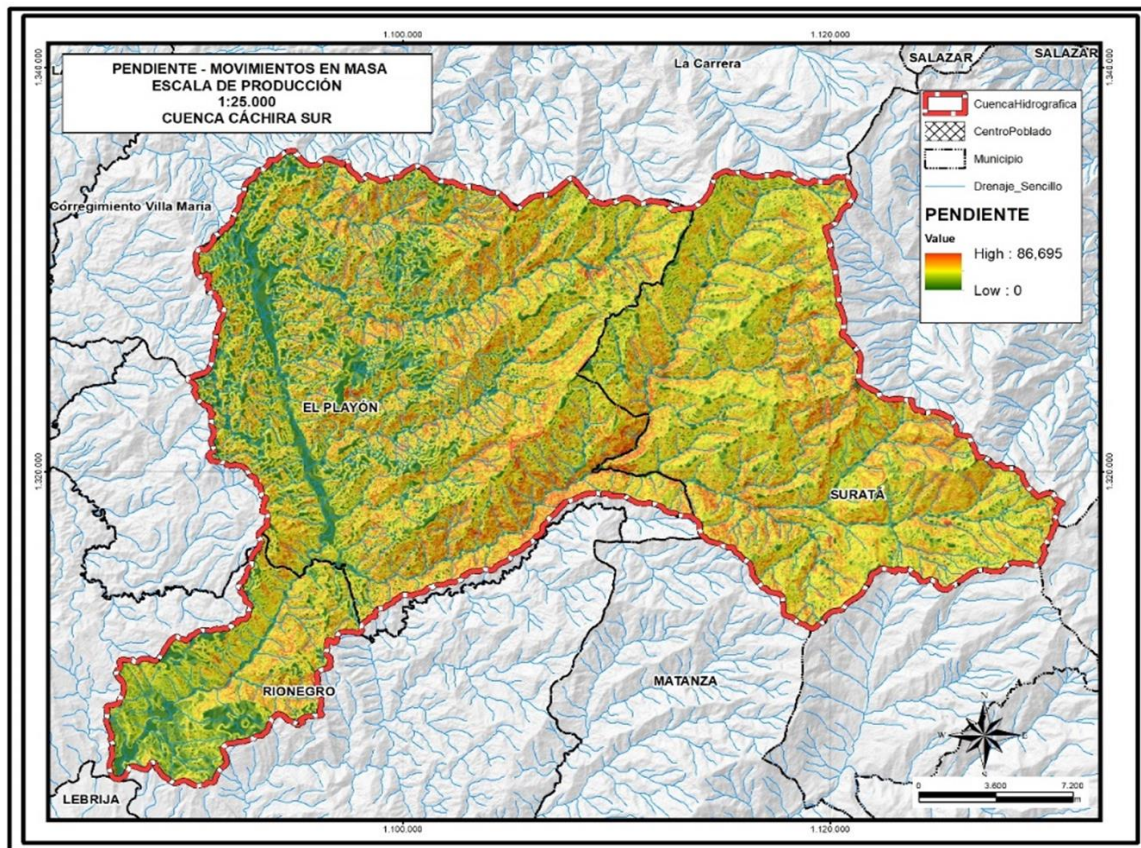 1.100.000
1.120.000
1.340.000
1.340.000
PENDIENTE - MOVIMIENTOS EN MASA
ESCALA DE PRODUCCIÓN
1:25.000
CUENCA CÁCHIRA SUR
La Carrera
SALAZAR
SALAZAR
CuencaHidrografica
CentroPoblado
Municipio
Drenaje_Sencillo
PENDIENTE
Value
High : 86,695
Low : 0
Corregimiento Villa Maria
EL PLAYÓN
1.320.000
1.320.000
SURATÁ
RIONEGRO
MATANZA
LEBRIJA
N
W
E
S
0
3.600
7.200
m
1.100.000
1.120.000